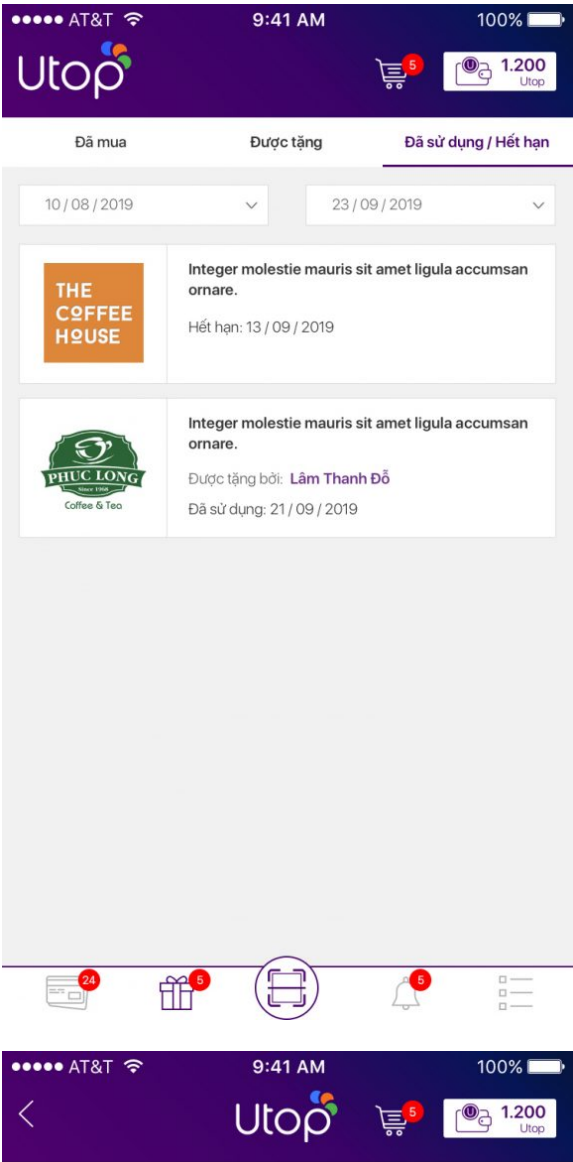 AT&T 9:41 AM 100%
Utop 5 U 1.200
Utop
Đã mua Được tặng Đã sử dụng / Hết hạn
10 / 08 / 2019 23 / 09 / 2019
THE
COFFEE
HOUSE
Integer molestie mauris sit amet ligula accumsan
ornare.
Hết hạn: 13 / 09 / 2019
PHUC LONG
Since 1968
Coffee & Tea
Integer molestie mauris sit amet ligula accumsan
ornare.
Được tặng bởi: Lâm Thanh Đỗ
Đã sử dụng: 21 / 09 / 2019
24 5 5
AT&T 9:41 AM 100%
Utop 5 U 1.200
Utop